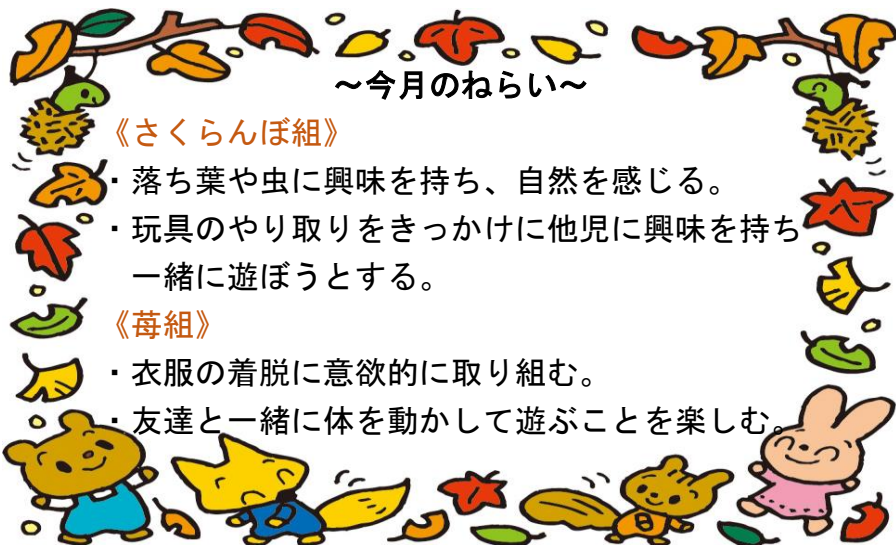 ～今月のねらい～
《さくらんぼ組》
・落ち葉や虫に興味を持ち、自然を感じる。
・玩具のやり取りをきっかけに他児に興味を持ち
一緒に遊ぼうとする。
《苺組》
・衣服の着脱に意欲的に取り組む。
・友達と一緒に体を動かして遊ぶことを楽しむ。